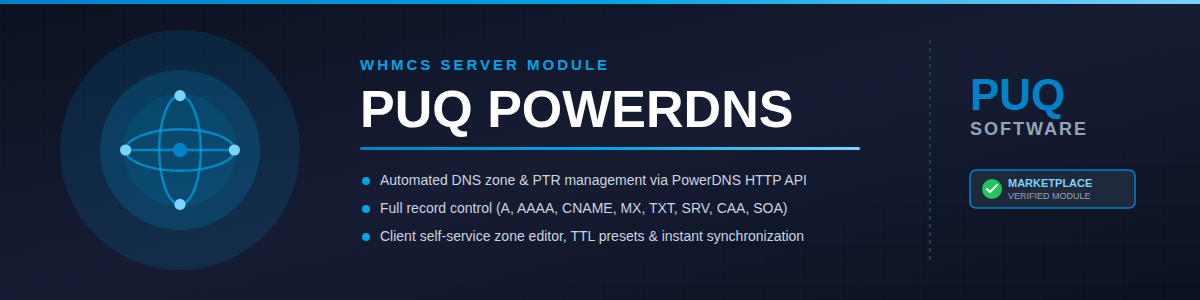 WHMCS SERVER MODULE
PUQ POWERDNS
Automated DNS zone & PTR management via PowerDNS HTTP API
Full record control (A, AAAA, CNAME, MX, TXT, SRV, CAA, SOA)
Client self-service zone editor, TTL presets & instant synchronization
PUQ
SOFTWARE
MARKETPLACE
VERIFIED MODULE